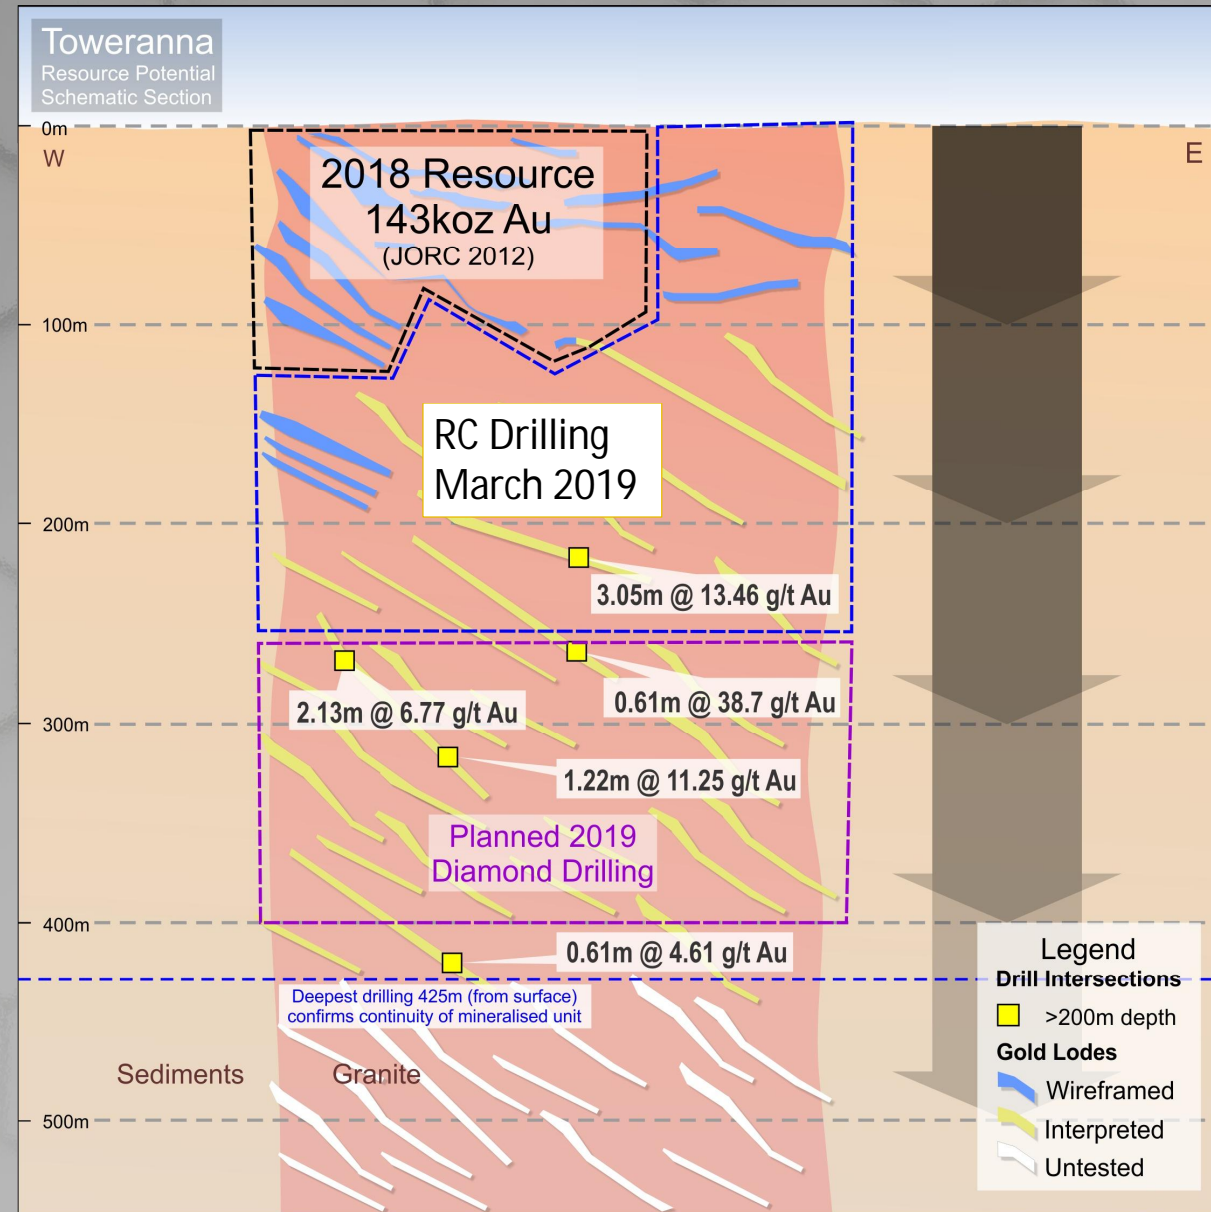 Toweranna
Resource Potential
Schematic Section
0m
W
E
2018 Resource
143koz Au
(JORC 2012)
100m
RC Drilling
March 2019
200m
3.05m @ 13.46 g/t Au
0.61m @ 38.7 g/t Au
2.13m @ 6.77 g/t Au
300m
1.22m @ 11.25 g/t Au
Planned 2019
Diamond Drilling
400m
0.61m @ 4.61 g/t Au
Deepest drilling 425m (from surface)
confirms continuity of mineralised unit
Sediments
Granite
500m
Legend
Drill Intersections
>200m depth
Gold Lodes
Wireframed
Interpreted
Untested